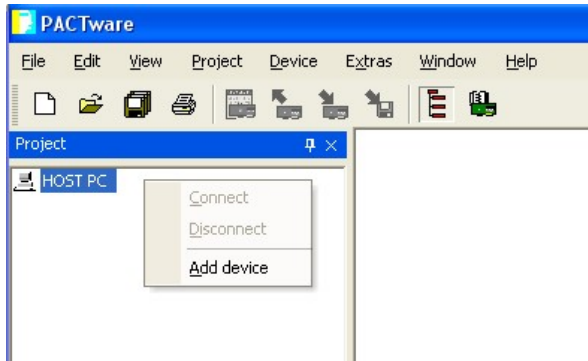 PACTware
File Edit View Project Device Extras Window Help
Project
HOST PC
Connect
Disconnect
Add device